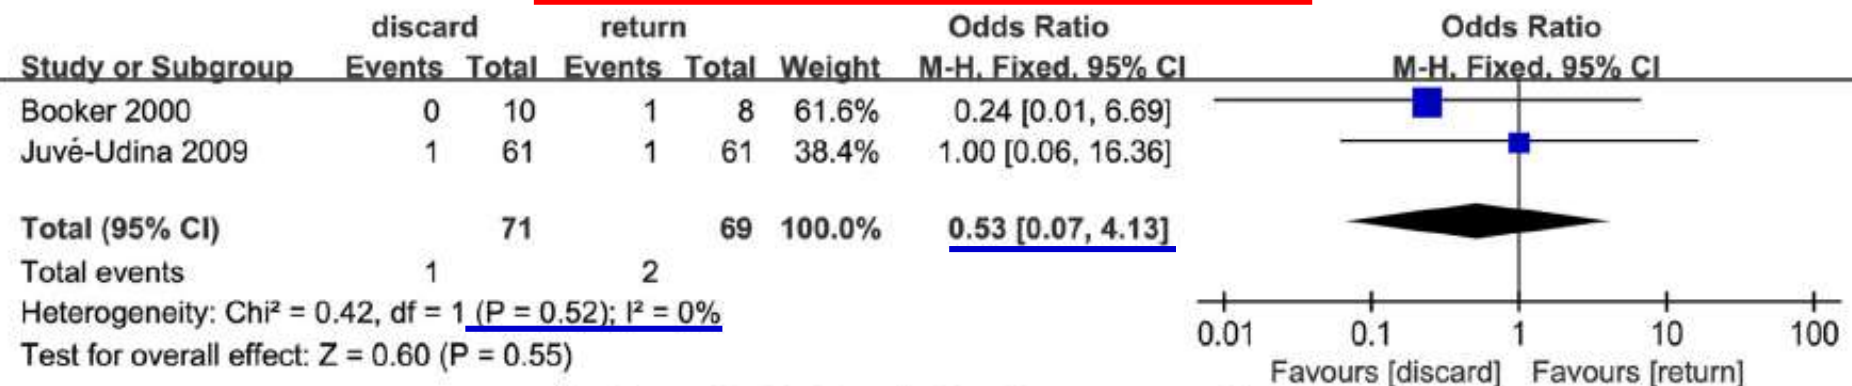 discard return Odds Ratio Odds Ratio
Study or Subgroup Events Total Events Total Weight M-H, Fixed, 95% CI M-H, Fixed, 95% CI
Booker 2000 0 10 1 8 61.6% 0.24 [0.01, 6.69]
Juvé-Udina 2009 1 61 1 61 38.4% 1.00 [0.06, 16.36]
Total (95% CI) 71 69 100.0% 0.53 [0.07, 4.13]
Total events 1 2
Heterogeneity: Chi² = 0.42, df = 1 (P = 0.52); I² = 0%
Test for overall effect: Z = 0.60 (P = 0.55)
0.01 0.1 1 10 100
Favours [discard] Favours [return]